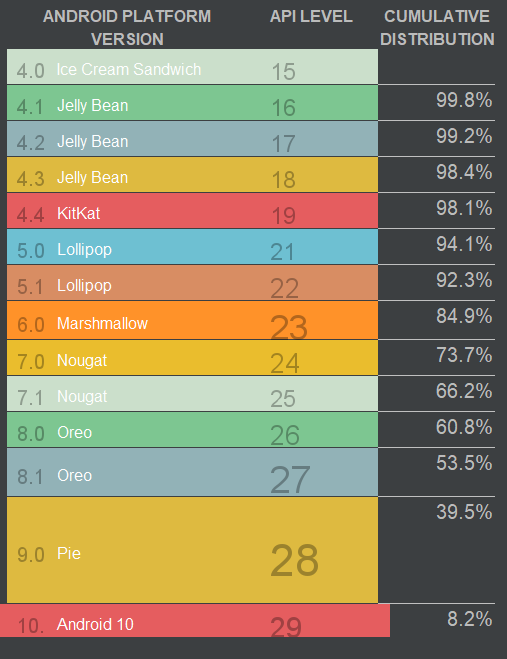 ANDROID PLATFORM VERSION API LEVEL CUMULATIVE DISTRIBUTION
4.0 Ice Cream Sandwich 15
4.1 Jelly Bean 16 99.8%
4.2 Jelly Bean 17 99.2%
4.3 Jelly Bean 18 98.4%
4.4 KitKat 19 98.1%
5.0 Lollipop 21 94.1%
5.1 Lollipop 22 92.3%
6.0 Marshmallow 23 84.9%
7.0 Nougat 24 73.7%
7.1 Nougat 25 66.2%
8.0 Oreo 26 60.8%
8.1 Oreo 27 53.5%
9.0 Pie 28 39.5%
10. Android 10 29 8.2%